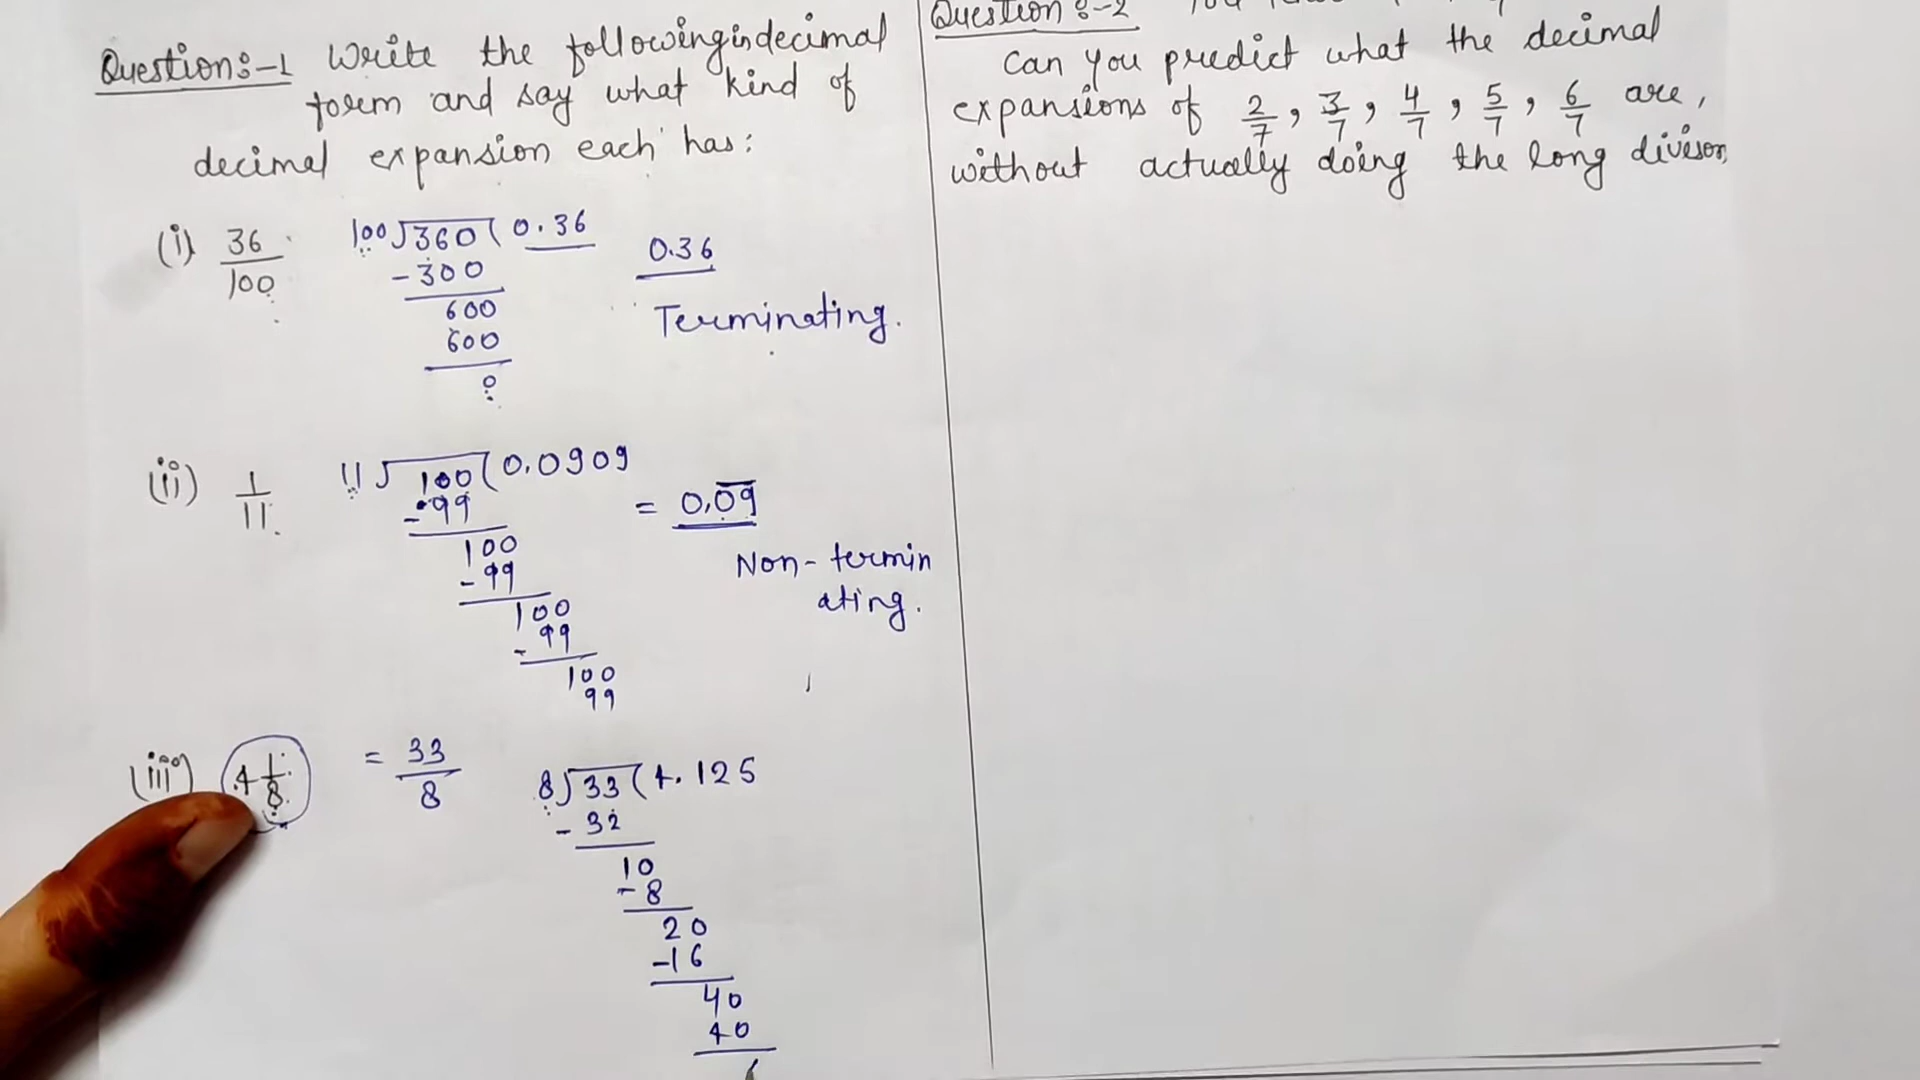 Question:-1 Write the following in decimal
form and say what kind of
decimal expansion each has:
(i) 36/100
100)360(0.36
-300
600
600
0
0.36
Terminating.
(ii) 1/11
11)100(0.0909
-99
100
-99
100
-99
100
99
= 0.0̅9̅
Non-termin
ating.
(iii) 4 1/8 = 33/8
8)33(4.125
-32
10
-8
20
-16
40
40
Question:-2
Can you predict what the decimal
expansions of 2/7, 3/7, 4/7, 5/7, 6/7 are,
without actually doing the long divison